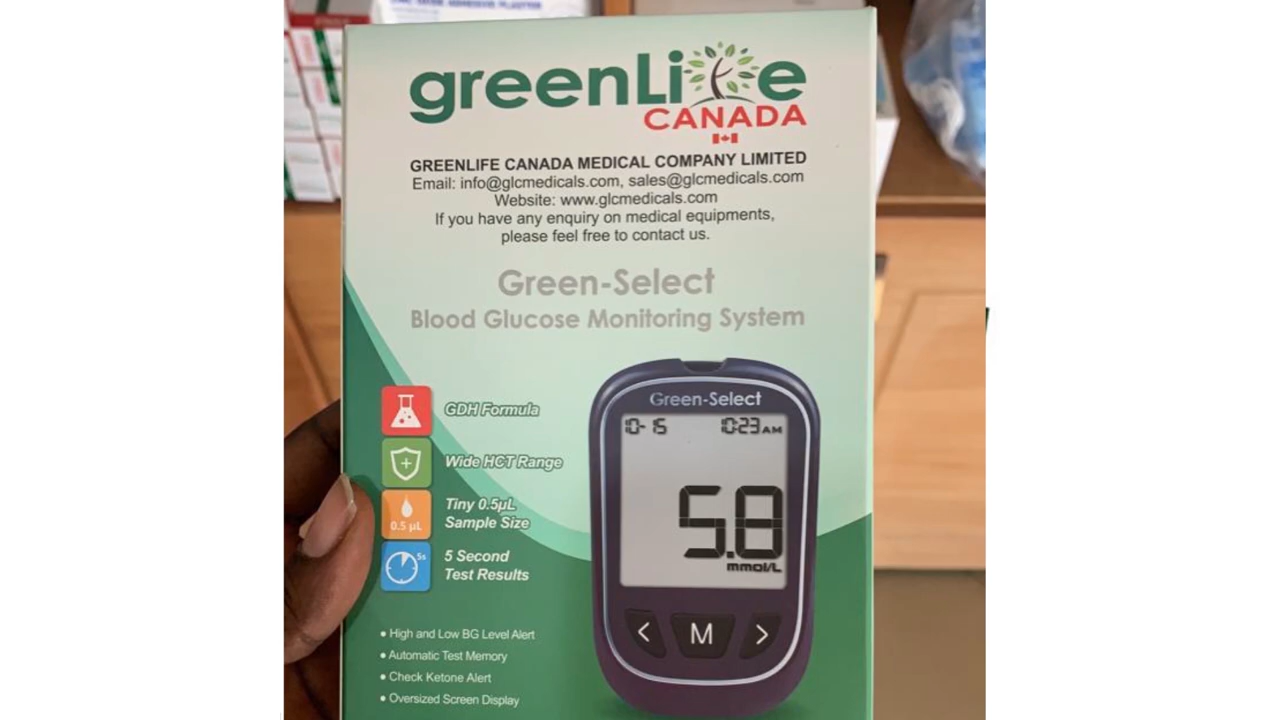 greenLife
CANADA
GREENLIFE CANADA MEDICAL COMPANY LIMITED
Email: info@glcmedicals.com, sales@glcmedicals.com
Website: www.glcmedicals.com
If you have any enquiry on medical equipments,
please feel free to contact us.
Green-Select
Blood Glucose Monitoring System
GDH Formula
Wide HCT Range
Tiny 0.5µL
Sample Size
0.5 µL
5 Second
Test Results
5s
• High and Low BG Level Alert
• Automatic Test Memory
• Check Ketone Alert
• Oversized Screen Display
Green-Select
10-15 10:23 AM
5.8
mmol/L
< M >